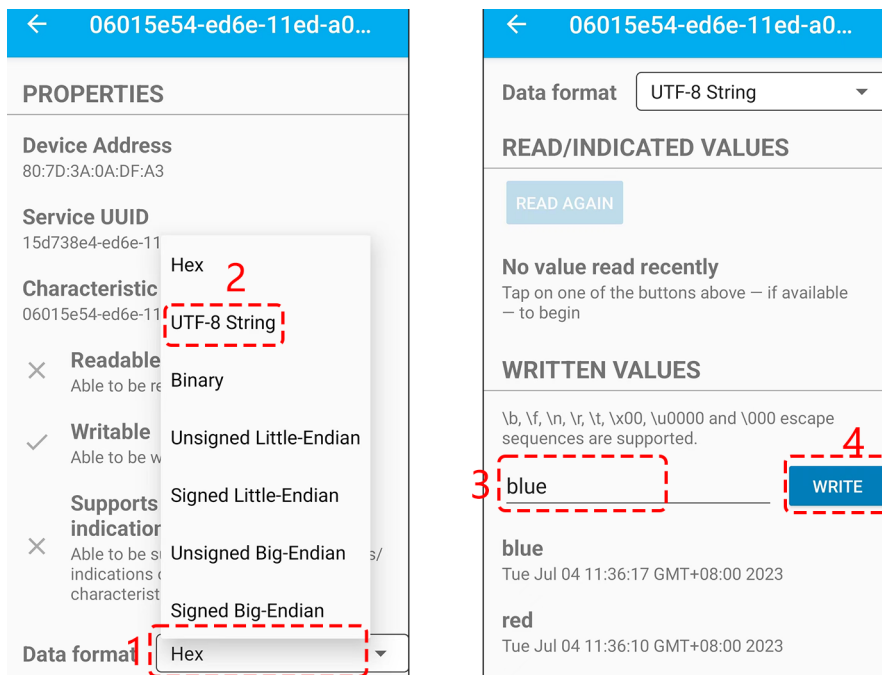 06015e54-ed6e-11ed-a0...
PROPERTIES
Device Address
80:7D:3A:0A:DF:A3
Service UUID
15d738e4-ed6e-11
Characteristic
06015e54-ed6e-11
Readable
Able to be re
Writable
Able to be w
Supports
indication
Able to be su
s/
indications
characterist
Hex
2
UTF-8 String
Binary
Unsigned Little-Endian
Signed Little-Endian
Unsigned Big-Endian
Signed Big-Endian
1
Data format
Hex
06015e54-ed6e-11ed-a0...
Data format
UTF-8 String
READ/INDICATED VALUES
READ AGAIN
No value read recently
Tap on one of the buttons above — if available
— to begin
WRITTEN VALUES
\b, \f, \n, \r, \t, \x00, \u0000 and \000 escape
sequences are supported.
4
3
blue
WRITE
blue
Tue Jul 04 11:36:17 GMT+08:00 2023
red
Tue Jul 04 11:36:10 GMT+08:00 2023